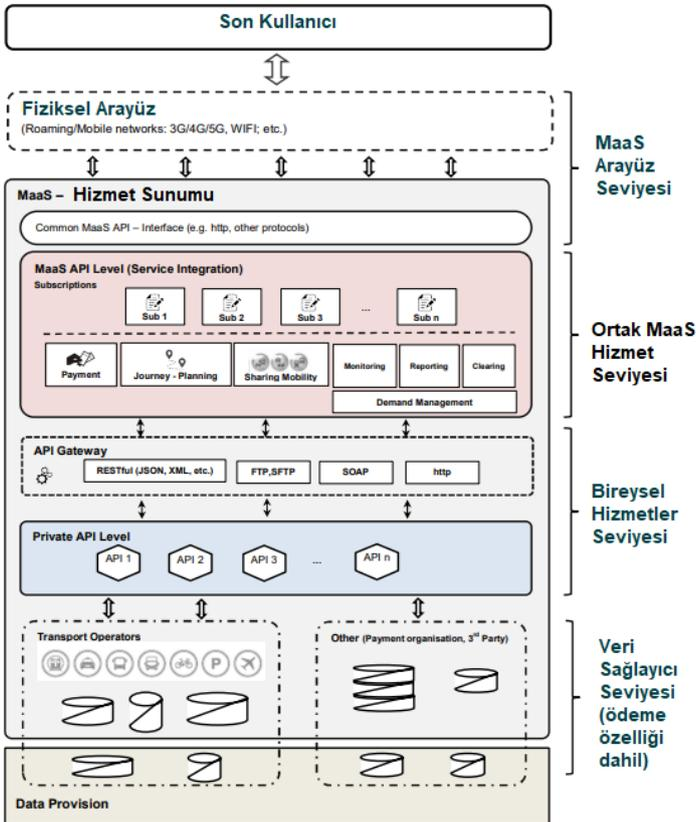 Son Kullanıcı
Fiziksel Arayüz
(Roaming/Mobile networks: 3G/4G/5G, WIFI; etc.)
MaaS
Arayüz
Seviyesi
MaaS – Hizmet Sunumu
Common MaaS API – Interface (e.g. http, other protocols)
MaaS API Level (Service Integration)
Subscriptions
Sub 1
Sub 2
Sub 3
...
Sub n
Payment
Journey - Planning
Sharing Mobility
Monitoring
Reporting
Clearing
Demand Management
Ortak MaaS
Hizmet
Seviyesi
API Gateway
RESTful (JSON, XML, etc.)
FTP,SFTP
SOAP
http
Private API Level
API 1
API 2
API 3
...
API n
Bireysel
Hizmetler
Seviyesi
Transport Operators
P
Other (Payment organisation, 3rd Party)
Veri
Sağlayıcı
Seviyesi
(ödeme
özelliği
dahil)
Data Provision